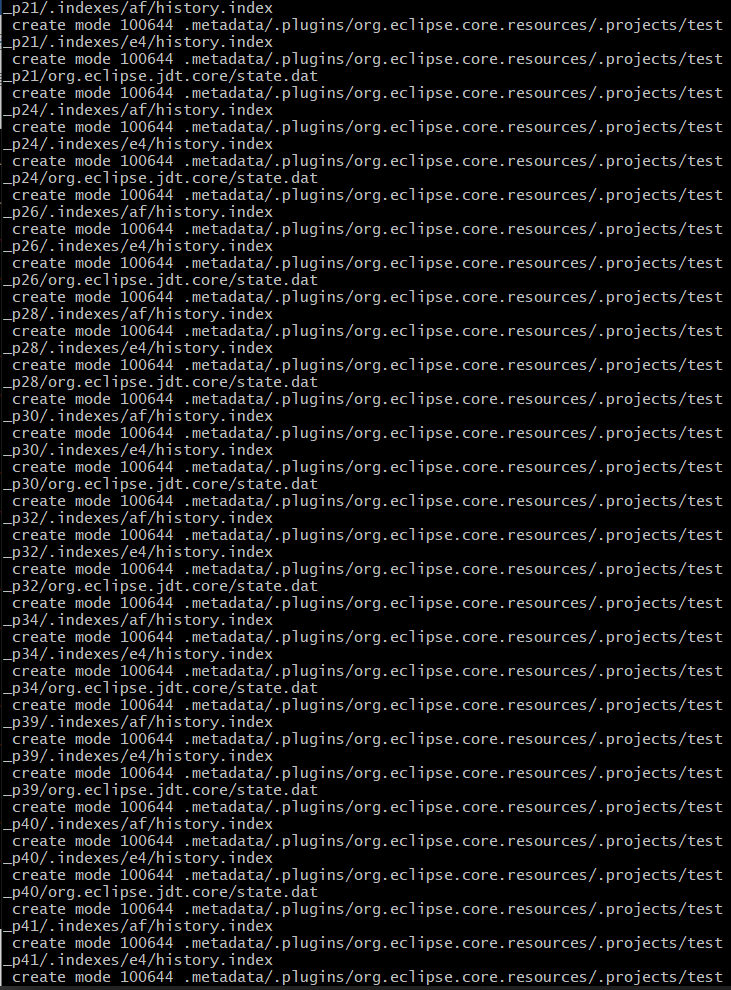 _p21/.indexes/af/history.index
 create mode 100644 .metadata/.plugins/org.eclipse.core.resources/.projects/test
_p21/.indexes/e4/history.index
 create mode 100644 .metadata/.plugins/org.eclipse.core.resources/.projects/test
_p21/org.eclipse.jdt.core/state.dat
 create mode 100644 .metadata/.plugins/org.eclipse.core.resources/.projects/test
_p24/.indexes/af/history.index
 create mode 100644 .metadata/.plugins/org.eclipse.core.resources/.projects/test
_p24/.indexes/e4/history.index
 create mode 100644 .metadata/.plugins/org.eclipse.core.resources/.projects/test
_p24/org.eclipse.jdt.core/state.dat
 create mode 100644 .metadata/.plugins/org.eclipse.core.resources/.projects/test
_p26/.indexes/af/history.index
 create mode 100644 .metadata/.plugins/org.eclipse.core.resources/.projects/test
_p26/.indexes/e4/history.index
 create mode 100644 .metadata/.plugins/org.eclipse.core.resources/.projects/test
_p26/org.eclipse.jdt.core/state.dat
 create mode 100644 .metadata/.plugins/org.eclipse.core.resources/.projects/test
_p28/.indexes/af/history.index
 create mode 100644 .metadata/.plugins/org.eclipse.core.resources/.projects/test
_p28/.indexes/e4/history.index
 create mode 100644 .metadata/.plugins/org.eclipse.core.resources/.projects/test
_p28/org.eclipse.jdt.core/state.dat
 create mode 100644 .metadata/.plugins/org.eclipse.core.resources/.projects/test
_p30/.indexes/af/history.index
 create mode 100644 .metadata/.plugins/org.eclipse.core.resources/.projects/test
_p30/.indexes/e4/history.index
 create mode 100644 .metadata/.plugins/org.eclipse.core.resources/.projects/test
_p30/org.eclipse.jdt.core/state.dat
 create mode 100644 .metadata/.plugins/org.eclipse.core.resources/.projects/test
_p32/.indexes/af/history.index
 create mode 100644 .metadata/.plugins/org.eclipse.core.resources/.projects/test
_p32/.indexes/e4/history.index
 create mode 100644 .metadata/.plugins/org.eclipse.core.resources/.projects/test
_p32/org.eclipse.jdt.core/state.dat
 create mode 100644 .metadata/.plugins/org.eclipse.core.resources/.projects/test
_p34/.indexes/af/history.index
 create mode 100644 .metadata/.plugins/org.eclipse.core.resources/.projects/test
_p34/.indexes/e4/history.index
 create mode 100644 .metadata/.plugins/org.eclipse.core.resources/.projects/test
_p34/org.eclipse.jdt.core/state.dat
 create mode 100644 .metadata/.plugins/org.eclipse.core.resources/.projects/test
_p39/.indexes/af/history.index
 create mode 100644 .metadata/.plugins/org.eclipse.core.resources/.projects/test
_p39/.indexes/e4/history.index
 create mode 100644 .metadata/.plugins/org.eclipse.core.resources/.projects/test
_p39/org.eclipse.jdt.core/state.dat
 create mode 100644 .metadata/.plugins/org.eclipse.core.resources/.projects/test
_p40/.indexes/af/history.index
 create mode 100644 .metadata/.plugins/org.eclipse.core.resources/.projects/test
_p40/.indexes/e4/history.index
 create mode 100644 .metadata/.plugins/org.eclipse.core.resources/.projects/test
_p40/org.eclipse.jdt.core/state.dat
 create mode 100644 .metadata/.plugins/org.eclipse.core.resources/.projects/test
_p41/.indexes/af/history.index
 create mode 100644 .metadata/.plugins/org.eclipse.core.resources/.projects/test
_p41/.indexes/e4/history.index
 create mode 100644 .metadata/.plugins/org.eclipse.core.resources/.projects/test